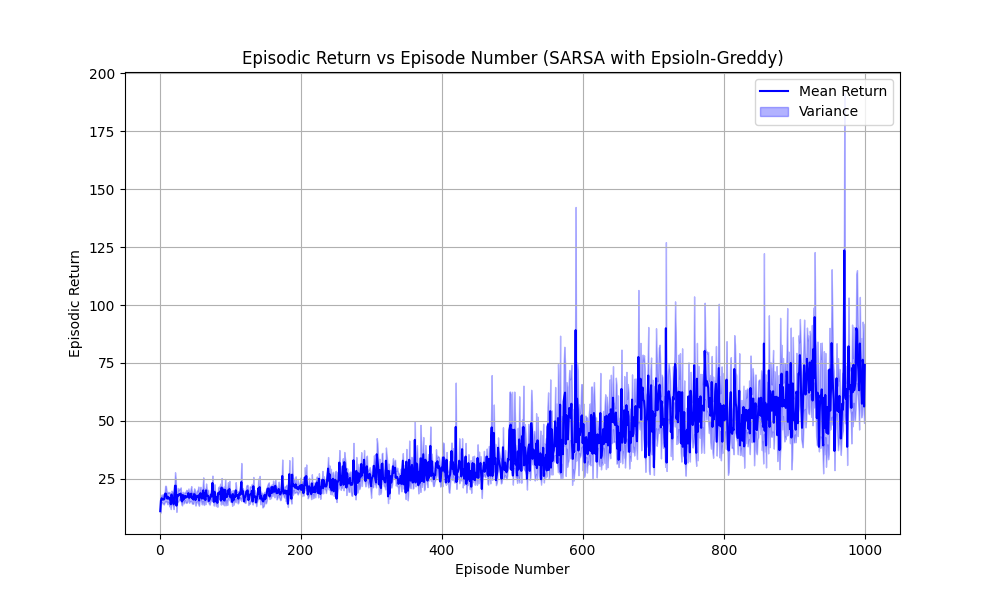 Episodic Return vs Episode Number (SARSA with Epsioln-Greddy)
Mean Return
Variance
Episodic Return
200
175
150
125
100
75
50
25
0
200
400
600
800
1000
Episode Number